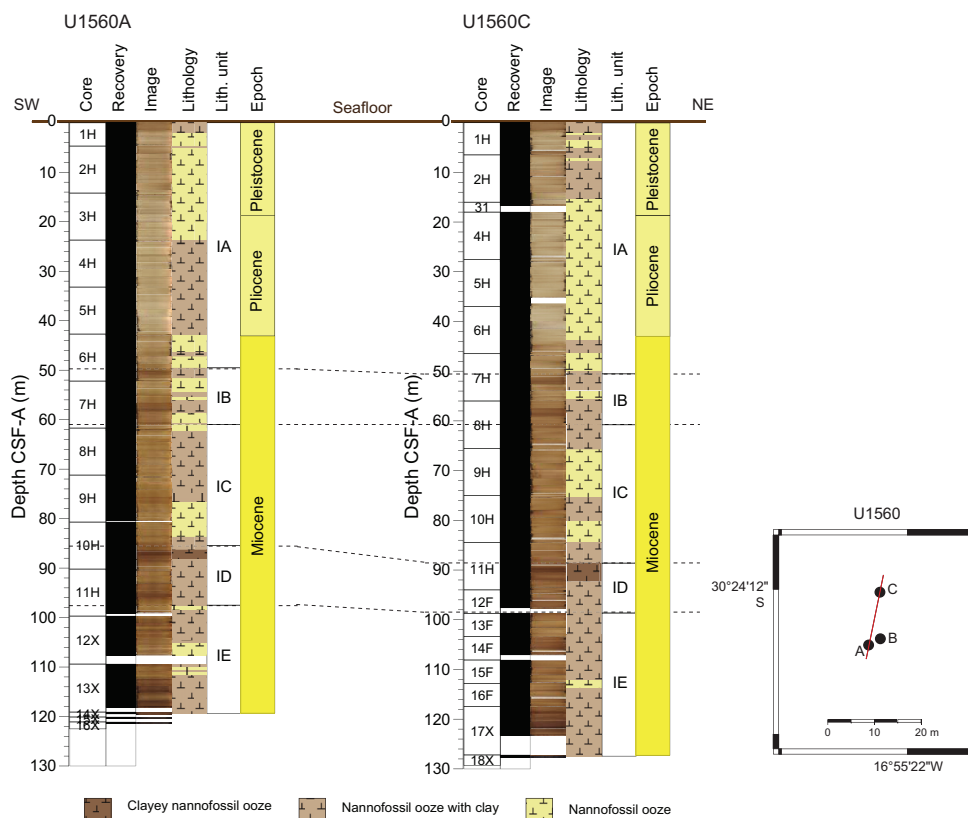 U1560A
U1560C
Core Recovery Image Lithology Lith. unit Epoch
Core Recovery Image Lithology Lith. unit Epoch
SW
Seafloor
NE
Depth CSF-A (m)
0
10
20
30
40
50
60
70
80
90
100
110
120
130
1H
2H
3H
4H
5H
6H
7H
8H
9H
10H
11H
12X
13X
14X
16X
IA
IB
IC
ID
IE
Pleistocene
Pliocene
Miocene
Depth CSF-A (m)
0
10
20
30
40
50
60
70
80
90
100
110
120
130
1H
2H
31
4H
5H
6H
7H
8H
9H
10H
11H
12F
13F
14F
15F
16F
17X
18X
IA
IB
IC
ID
IE
Pleistocene
Pliocene
Miocene
U1560
30°24'12"
S
C
B
A
0 10 20 m
16°55'22"W
Clayey nannofossil ooze
Nannofossil ooze with clay
Nannofossil ooze